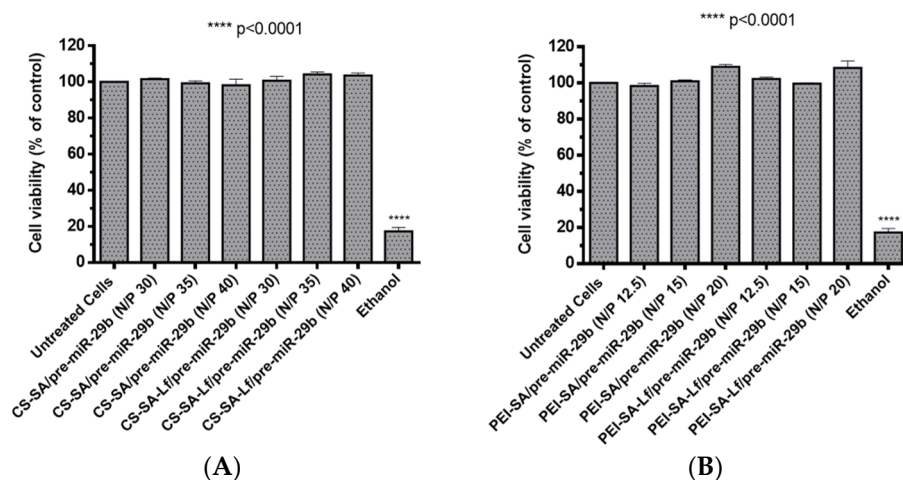 **** p<0.0001
Cell viability (% of control)
120
100
80
60
40
20
0
****
Untreated Cells
CS-SA/pre-miR-29b (N/P 30)
CS-SA/pre-miR-29b (N/P 35)
CS-SA/pre-miR-29b (N/P 40)
CS-SA-Lf/pre-miR-29b (N/P 30)
CS-SA-Lf/pre-miR-29b (N/P 35)
CS-SA-Lf/pre-miR-29b (N/P 40)
Ethanol
(A)
**** p<0.0001
Cell viability (% of control)
120
100
80
60
40
20
0
****
Untreated Cells
PEI-SA/pre-miR-29b (N/P 12.5)
PEI-SA/pre-miR-29b (N/P 15)
PEI-SA/pre-miR-29b (N/P 20)
PEI-SA-Lf/pre-miR-29b (N/P 12.5)
PEI-SA-Lf/pre-miR-29b (N/P 15)
PEI-SA-Lf/pre-miR-29b (N/P 20)
Ethanol
(B)